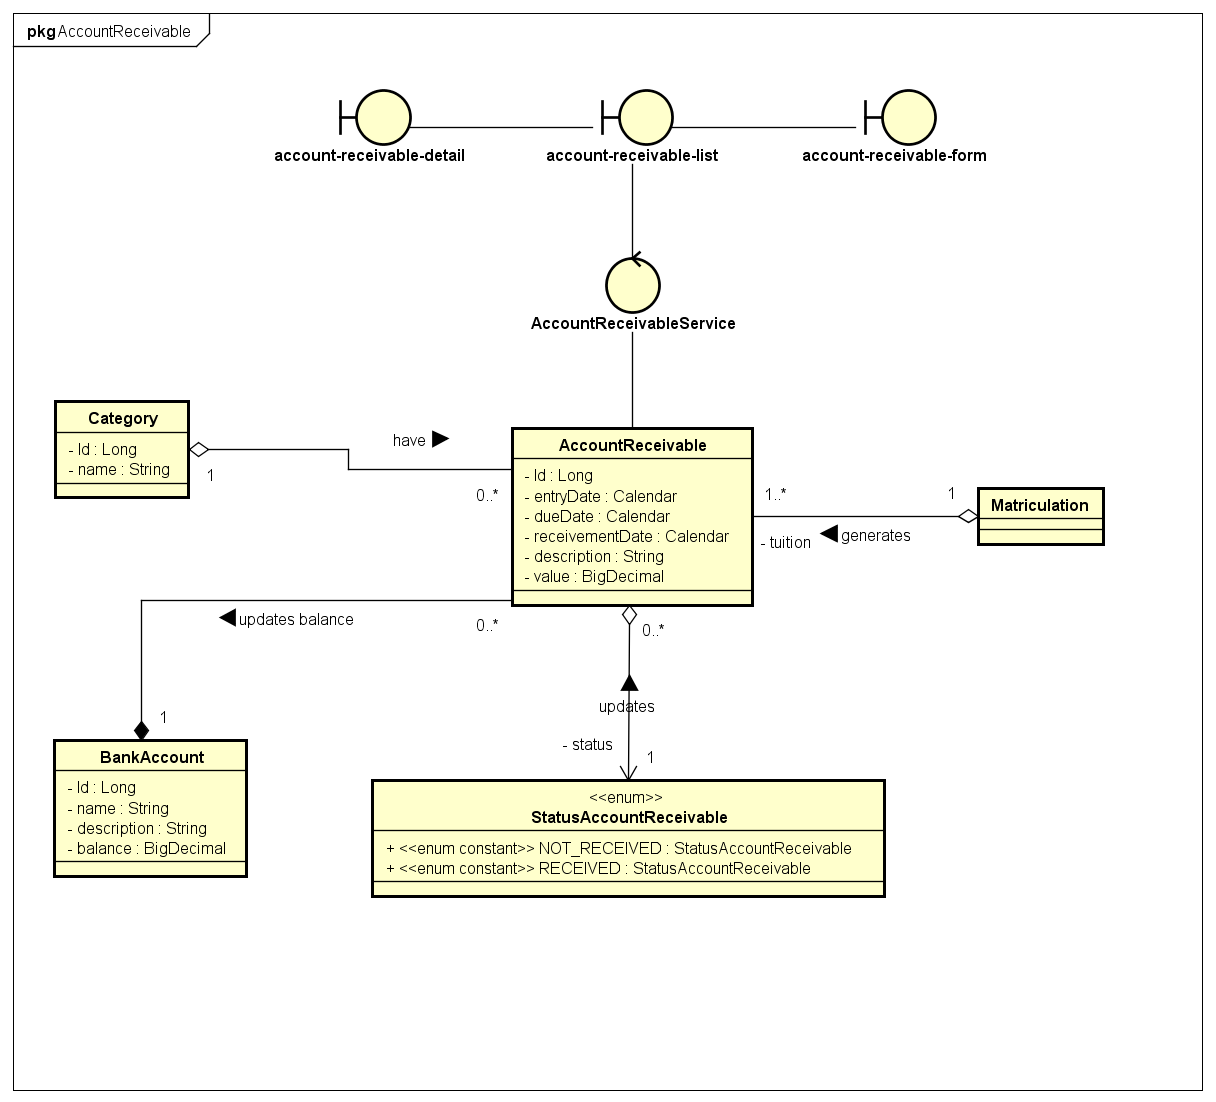 pkg AccountReceivable
account-receivable-detail
account-receivable-list
account-receivable-form
AccountReceivableService
Category
- Id : Long
- name : String
1
have
0..*
AccountReceivable
- Id : Long
- entryDate : Calendar
- dueDate : Calendar
- receivementDate : Calendar
- description : String
- value : BigDecimal
1..*
- tuition
generates
1
Matriculation
updates balance
0..*
1
BankAccount
- Id : Long
- name : String
- description : String
- balance : BigDecimal
0..*
updates
- status
1
<<enum>>
StatusAccountReceivable
+ <<enum constant>> NOT_RECEIVED : StatusAccountReceivable
+ <<enum constant>> RECEIVED : StatusAccountReceivable